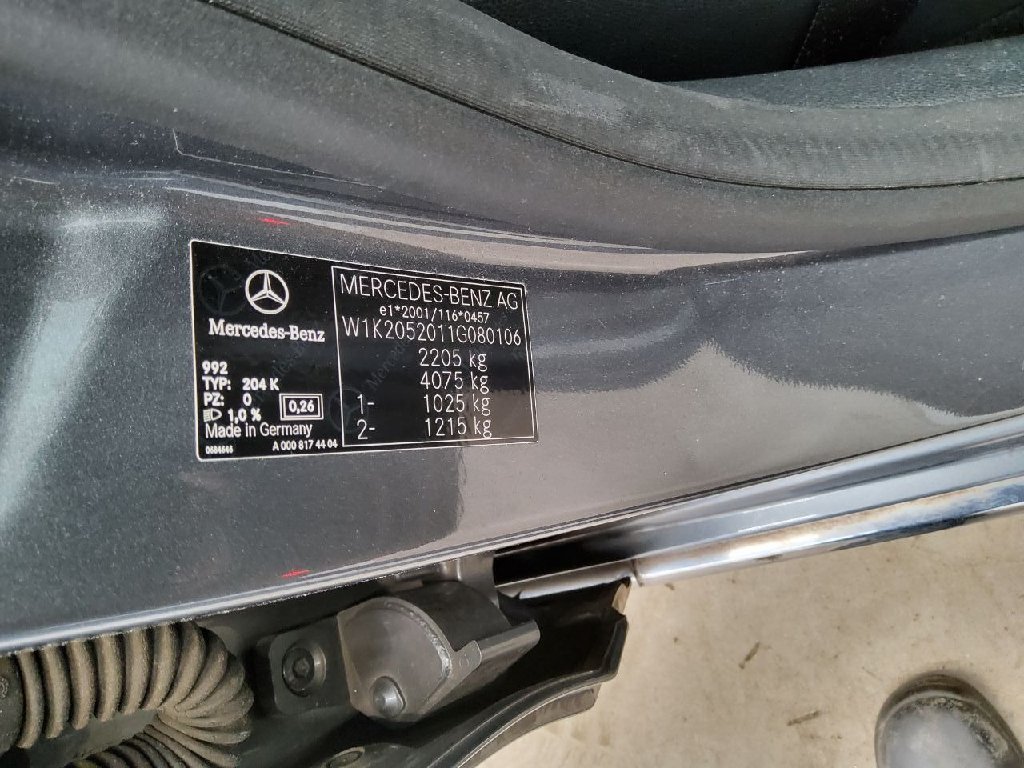 Mercedes-Benz
992
TYP: 204 K
PZ: 0
1,0 % 0,26
Made in Germany
A 000 817 44 04
MERCEDES-BENZ AG
e1*2001/116*0457
W1K2052011G080106
2205 kg
4075 kg
1- 1025 kg
2- 1215 kg